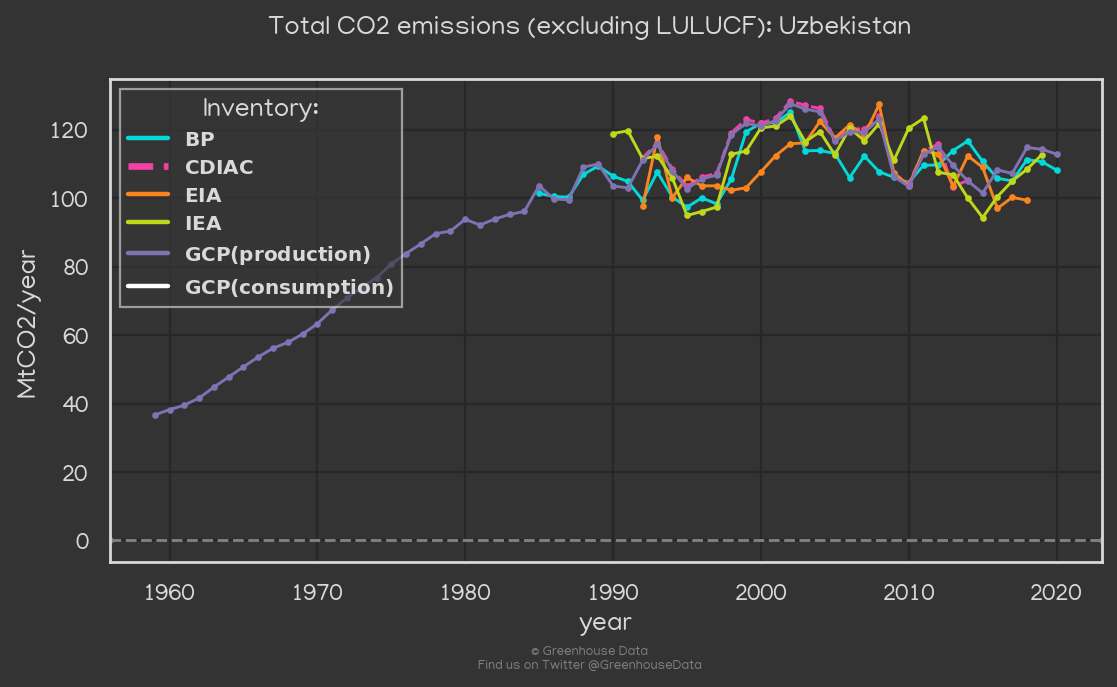 Total CO2 emissions (excluding LULUCF): Uzbekistan
Inventory:
BP
CDIAC
EIA
IEA
GCP(production)
GCP(consumption)
MtCO2/year
120
100
80
60
40
20
0
1960 1970 1980 1990 2000 2010 2020
year
© Greenhouse Data
Find us on Twitter @GreenhouseData